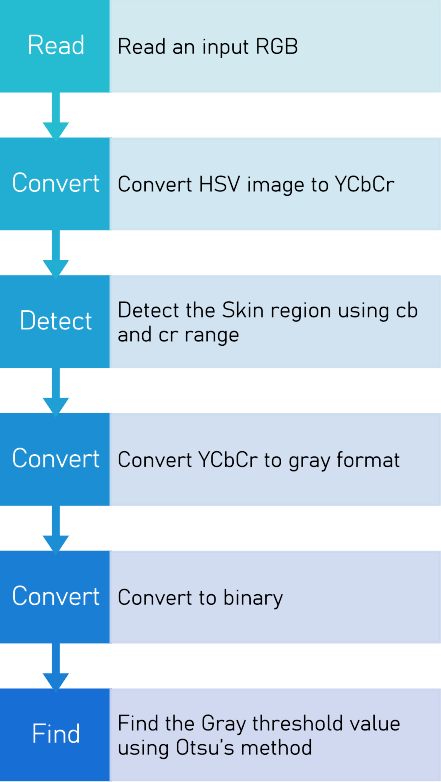 Read
Read an input RGB
Convert
Convert HSV image to YCbCr
Detect
Detect the Skin region using cb
and cr range
Convert
Convert YCbCr to gray format
Convert
Convert to binary
Find
Find the Gray threshold value
using Otsu's method